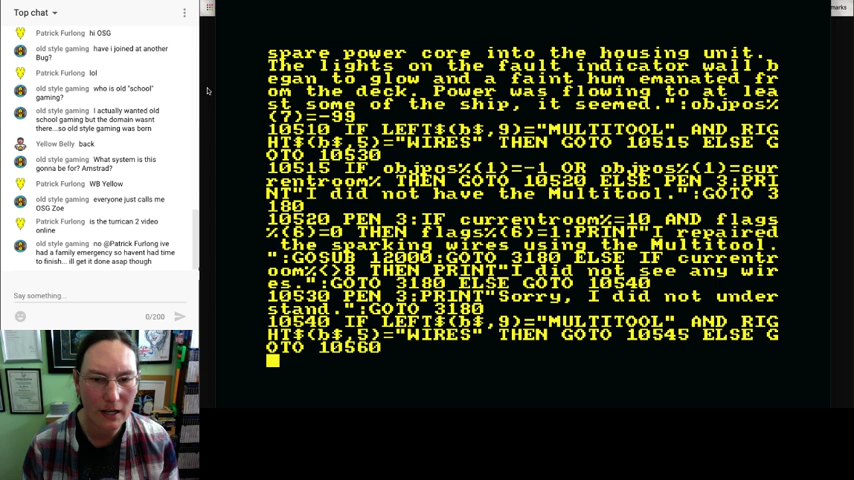 Top chat
Patrick Furlong hi OSG
old style gaming have i joined at another
Bug?
Patrick Furlong lol
old style gaming who is old "school"
gaming?
old style gaming I actually wanted old
school gaming but the domain wasnt
there...so old style gaming was born
Yellow Belly back
old style gaming What system is this
gonna be for? Amstrad?
Patrick Furlong WB Yellow
old style gaming everyone just calls me
OSG Zoe
Patrick Furlong is the turrican 2 video
online
old style gaming no @Patrick Furlong ive
had a family emergency so havent had time
to finish... ill get it done asap though
Say something...
0/200
marks
spare power core into the housing unit.
The lights on the fault indicator wall b
egan to glow and a faint hum emanated fr
om the deck. Power was flowing to at lea
st some of the ship, it seemed.":objpos%
(7)=-99
10510 IF LEFT$(b$,9)="MULTITOOL" AND RIG
HT$(b$,5)="WIRES" THEN GOTO 10515 ELSE G
OTO 10530
10515 IF objpos%(1)=-1 OR objpos%(1)=cur
rentroom% THEN GOTO 10520 ELSE PEN 3:PRI
NT"I did not have the Multitool.":GOTO 3
180
10520 PEN 3:IF currentroom%=10 AND flags
%(6)=0 THEN flags%(6)=1:PRINT"I repaired
 the sparking wires using the Multitool.
":GOSUB 12000:GOTO 3180 ELSE IF currentr
oom%<>8 THEN PRINT"I did not see any wir
es.":GOTO 3180 ELSE GOTO 10540
10530 PEN 3:PRINT"Sorry, I did not under
stand.":GOTO 3180
10540 IF LEFT$(b$,9)="MULTITOOL" AND RIG
HT$(b$,5)="WIRES" THEN GOTO 10545 ELSE G
OTO 10560